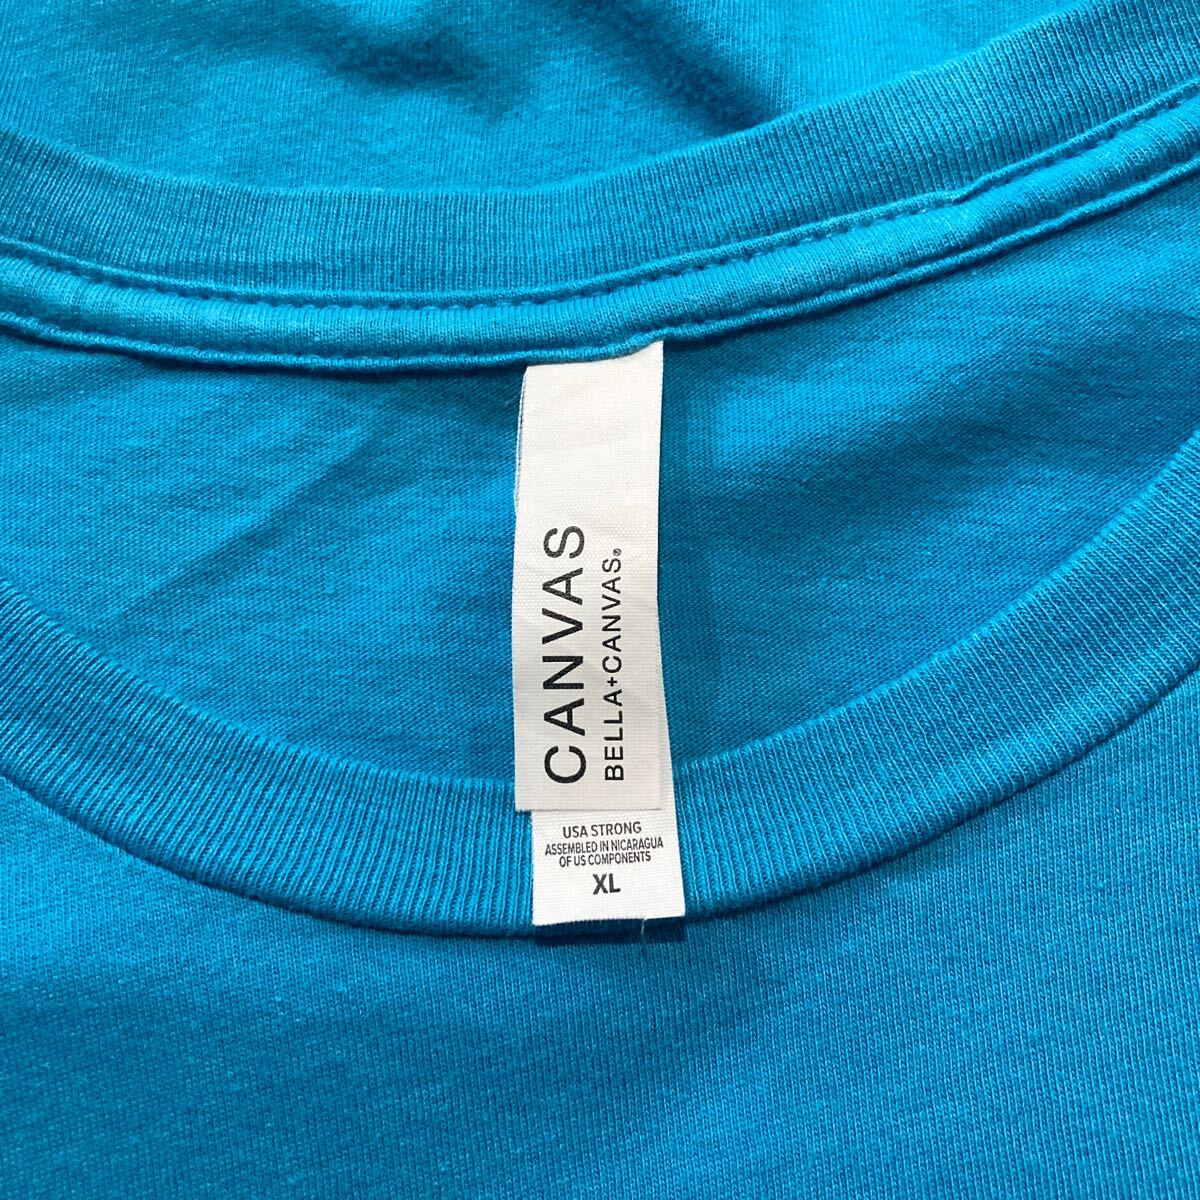 CANVAS
BELLA+CANVAS®
USA STRONG
ASSEMBLED IN NICARAGUA
OF US COMPONENTS
XL